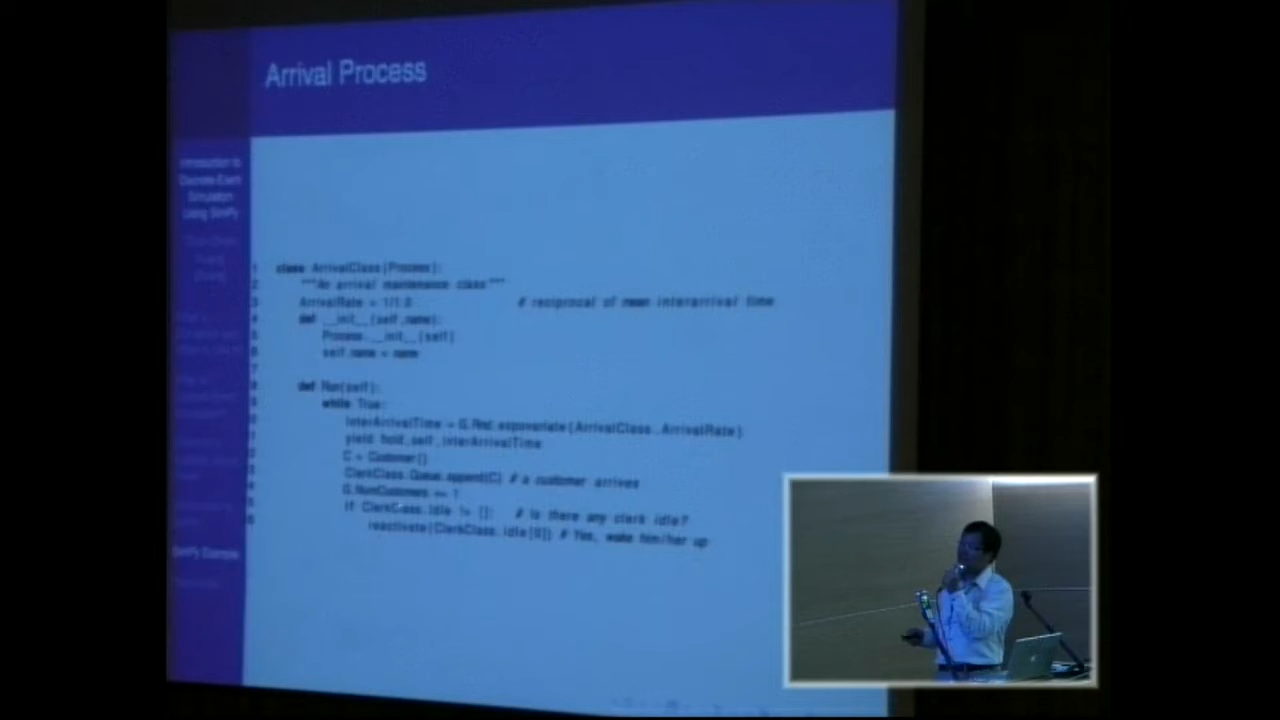 Arrival Process
Introduction to
Discrete-Event
Simulation
Using SimPy
1 class ArrivalClass(Process):
2 """An arrival maintenance class"""
3 ArrivalRate = 1/1.0 # reciprocal of mean interarrival time
4 def __init__(self,name):
5 Process.__init__(self)
6 self.name = name
7
8 def Run(self):
9 while True:
0 InterArrivalTime = G.Rnd.expovariate(ArrivalClass.ArrivalRate)
1 yield hold,self,InterArrivalTime
2 C = Customer()
3 ClerkClass.Queue.append(C) # a customer arrives
4 G.NumCustomers += 1
5 if ClerkClass.Idle != []: # is there any clerk idle?
6 reactivate(ClerkClass.Idle[0]) # Yes, wake him/her up
SimPy Example